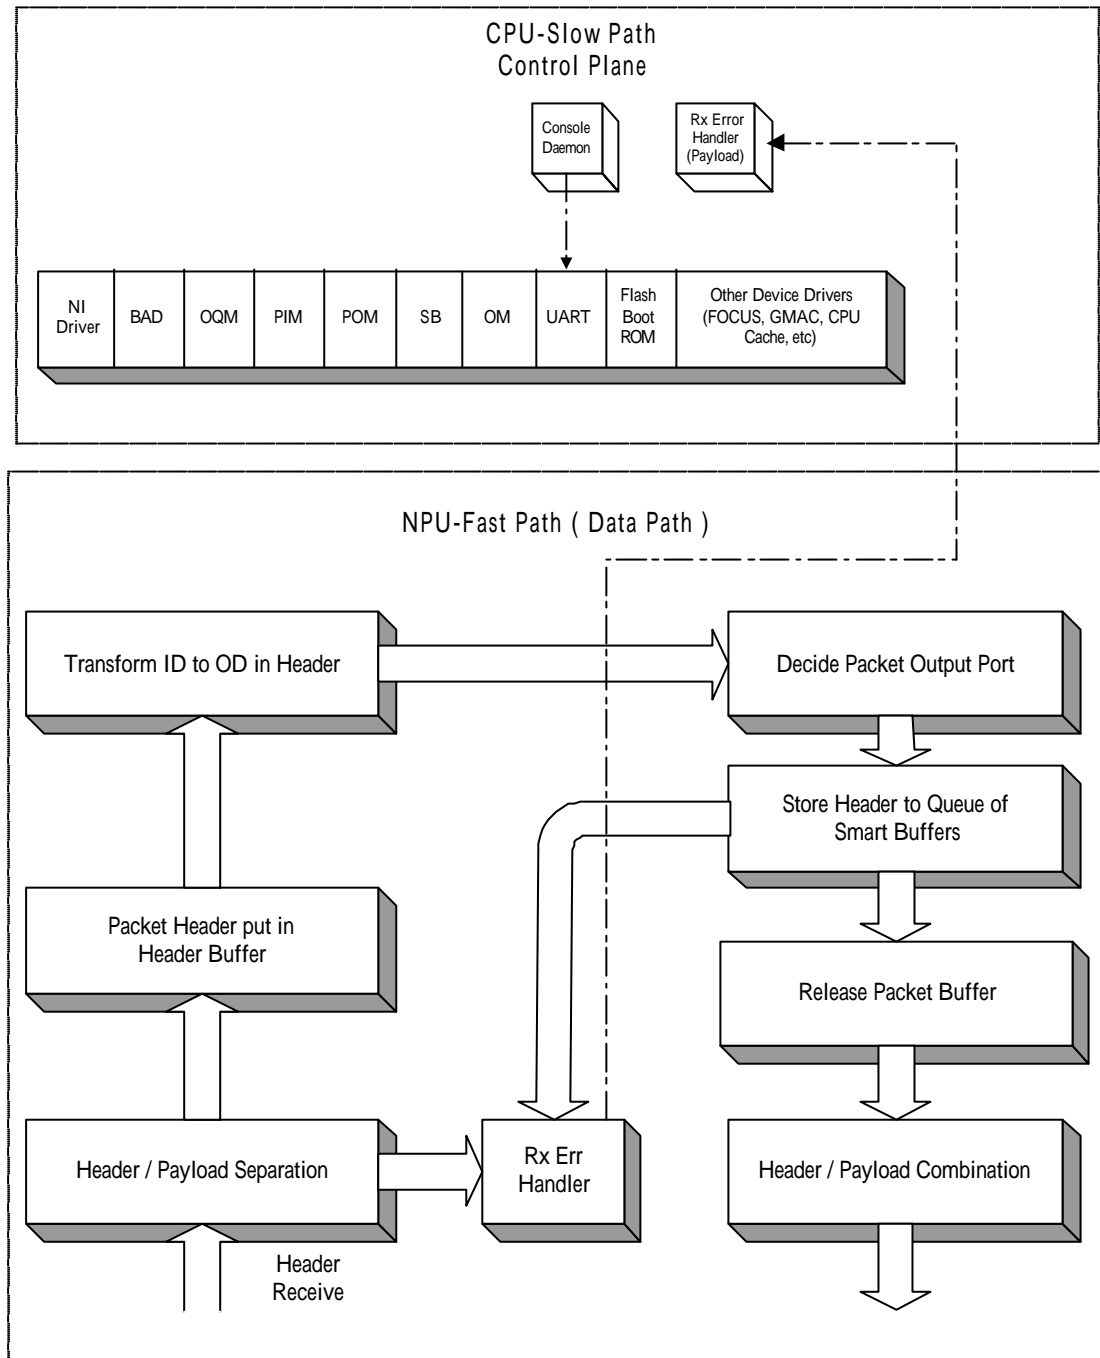 CPU-Slow Path
Control Plane
Console
Daemon
Rx Error
Handler
(Payload)
NI
Driver
BAD
OQM
PIM
POM
SB
OM
UART
Flash
Boot
ROM
Other Device Drivers
(FOCUS, GMAC, CPU
Cache, etc)
NPU-Fast Path ( Data Path )
Transform ID to OD in Header
Decide Packet Output Port
Store Header to Queue of
Smart Buffers
Packet Header put in
Header Buffer
Release Packet Buffer
Header / Payload Separation
Rx Err
Handler
Header / Payload Combination
Header
Receive